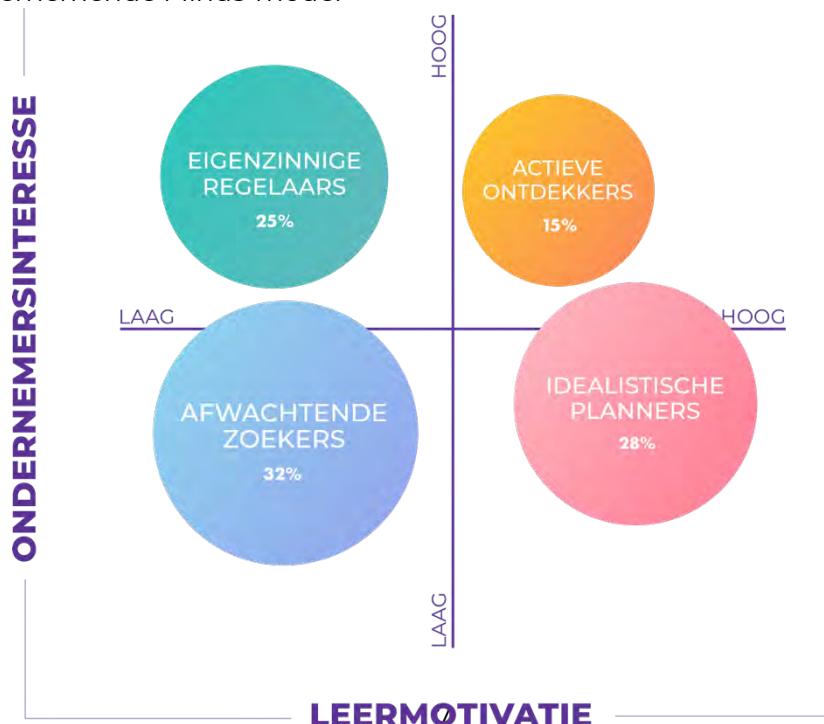 HOOG
EIGENZINNIGE
REGELAARS
25%
ACTIEVE
ONTDEKKERS
15%
ONDERNEMERSINTERESSE
LAAG
HOOG
AFWACHTENDE
ZOEKERS
32%
IDEALISTISCHE
PLANNERS
28%
LAAG
LEERMOTIVATIE